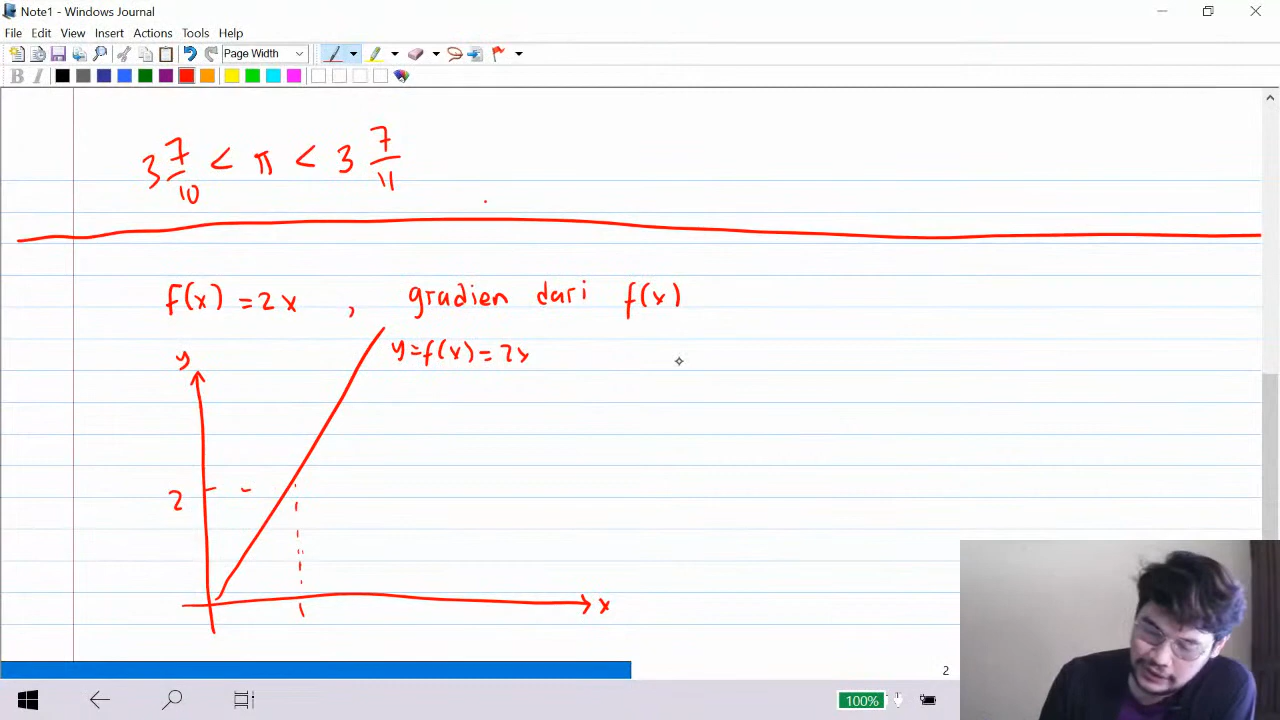 Note1 - Windows Journal
File Edit View Insert Actions Tools Help
Page Width
B I
3 7/10 < π < 3 7/11
f(x) = 2x , gradien dari f(x)
y
y=f(x) = 2x
2
1
x
2
100%